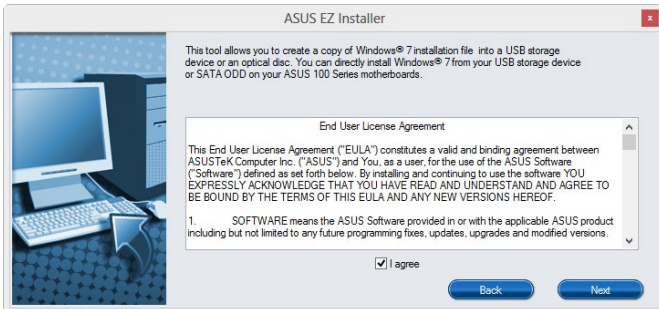 ASUS EZ Installer
x
This tool allows you to create a copy of Windows® 7 installation file into a USB storage
device or an optical disc. You can directly install Windows® 7 from your USB storage device
or SATA ODD on your ASUS 100 Series motherboards.
End User License Agreement
This End User License Agreement ("EULA") constitutes a valid and binding agreement between
ASUSTeK Computer Inc. ("ASUS") and You, as a user, for the use of the ASUS Software
("Software") defined as set forth below. By installing and continuing to use the software YOU
EXPRESSLY ACKNOWLEDGE THAT YOU HAVE READ AND UNDERSTAND AND AGREE TO
BE BOUND BY THE TERMS OF THIS EULA AND ANY NEW VERSIONS HEREOF.
1. SOFTWARE means the ASUS Software provided in or with the applicable ASUS product
including but not limited to any future programming fixes, updates, upgrades and modified versions.
I agree
Back Next